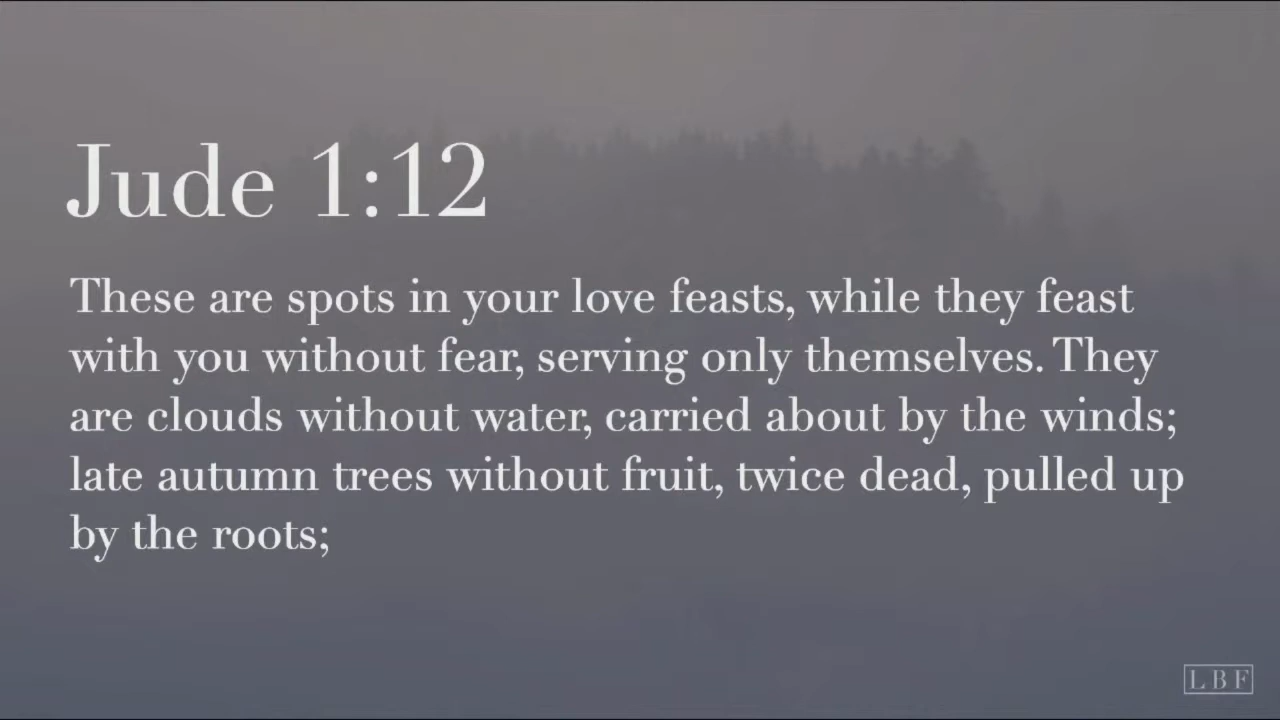 Jude 1:12
These are spots in your love feasts, while they feast
with you without fear, serving only themselves. They
are clouds without water, carried about by the winds;
late autumn trees without fruit, twice dead, pulled up
by the roots;
LBF